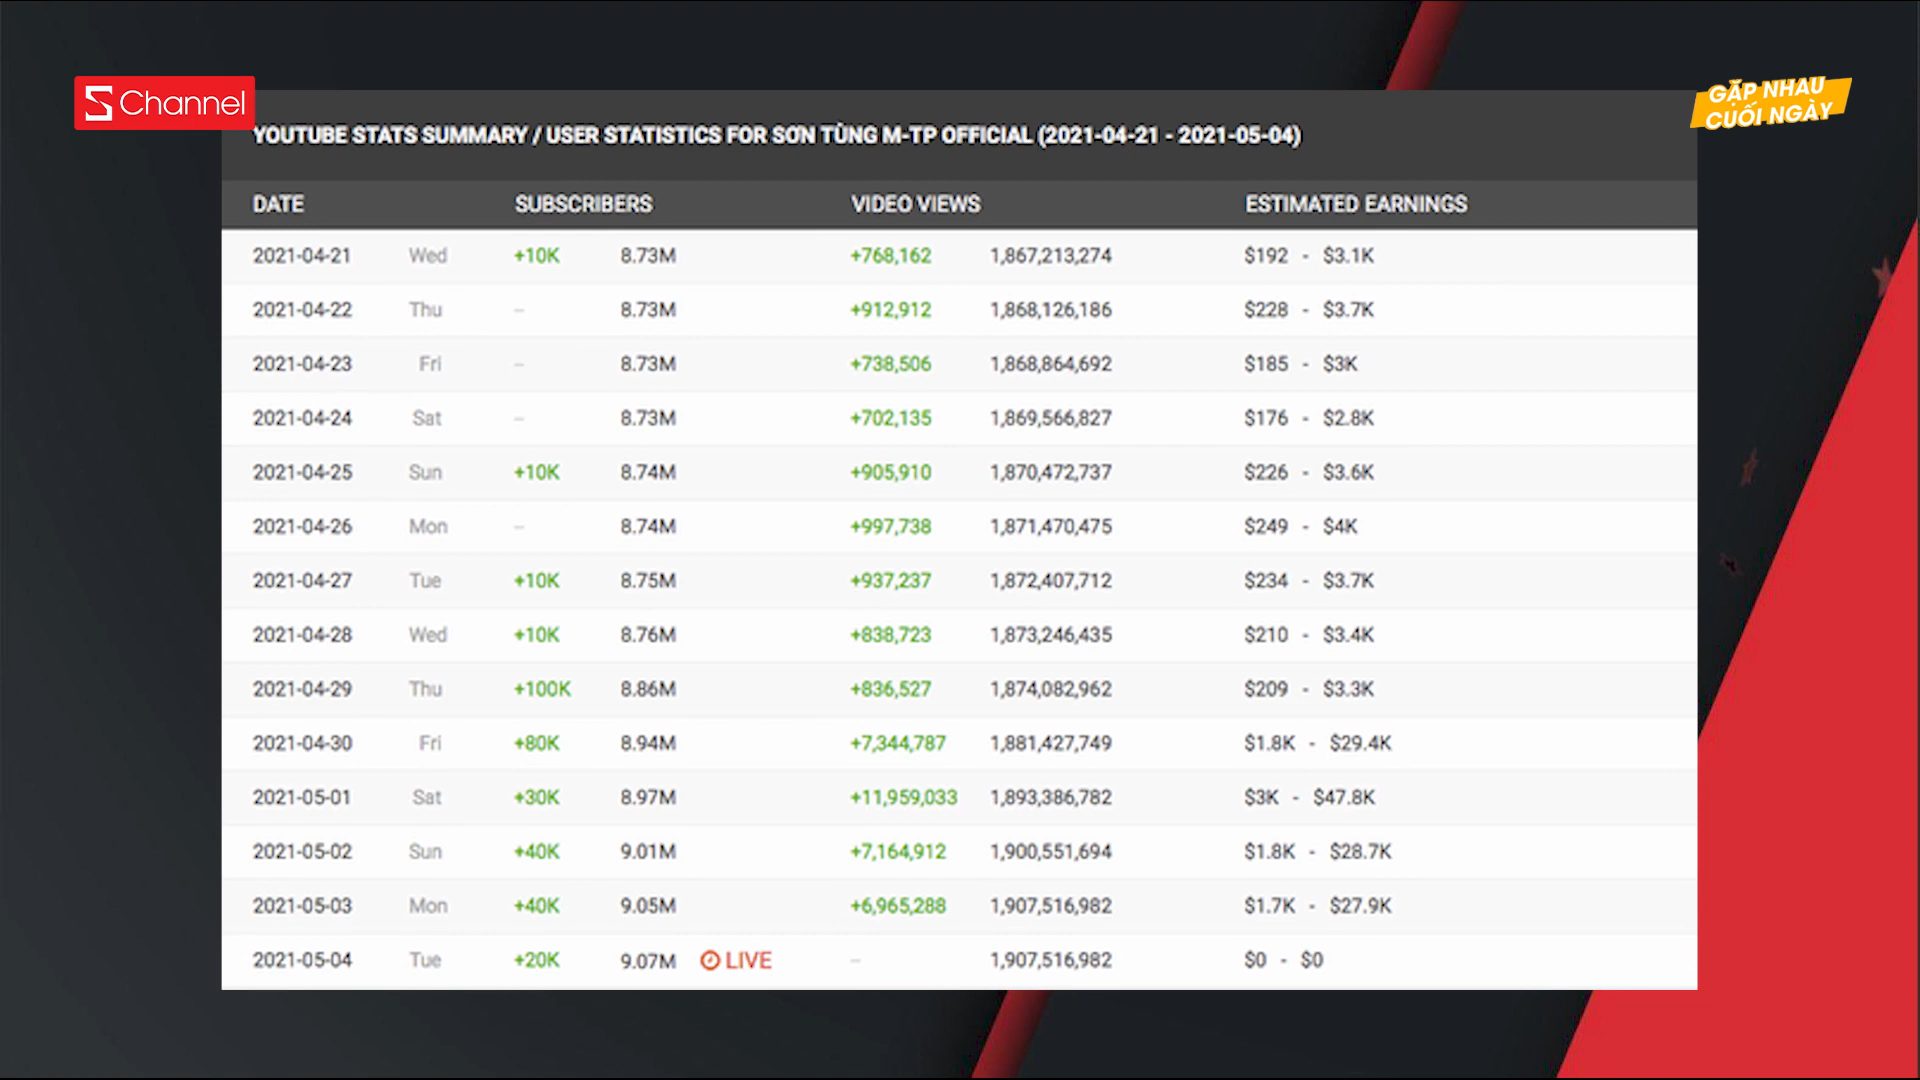 S Channel
GẶP NHAU
CUỐI NGÀY
YOUTUBE STATS SUMMARY / USER STATISTICS FOR SƠN TÙNG M-TP OFFICIAL (2021-04-21 - 2021-05-04)
DATE SUBSCRIBERS VIDEO VIEWS ESTIMATED EARNINGS
2021-04-21 Wed +10K 8.73M +768,162 1,867,213,274 $192 - $3.1K
2021-04-22 Thu -- 8.73M +912,912 1,868,126,186 $228 - $3.7K
2021-04-23 Fri -- 8.73M +738,506 1,868,864,692 $185 - $3K
2021-04-24 Sat -- 8.73M +702,135 1,869,566,827 $176 - $2.8K
2021-04-25 Sun +10K 8.74M +905,910 1,870,472,737 $226 - $3.6K
2021-04-26 Mon -- 8.74M +997,738 1,871,470,475 $249 - $4K
2021-04-27 Tue +10K 8.75M +937,237 1,872,407,712 $234 - $3.7K
2021-04-28 Wed +10K 8.76M +838,723 1,873,246,435 $210 - $3.4K
2021-04-29 Thu +100K 8.86M +836,527 1,874,082,962 $209 - $3.3K
2021-04-30 Fri +80K 8.94M +7,344,787 1,881,427,749 $1.8K - $29.4K
2021-05-01 Sat +30K 8.97M +11,959,033 1,893,386,782 $3K - $47.8K
2021-05-02 Sun +40K 9.01M +7,164,912 1,900,551,694 $1.8K - $28.7K
2021-05-03 Mon +40K 9.05M +6,965,288 1,907,516,982 $1.7K - $27.9K
2021-05-04 Tue +20K 9.07M LIVE -- 1,907,516,982 $0 - $0